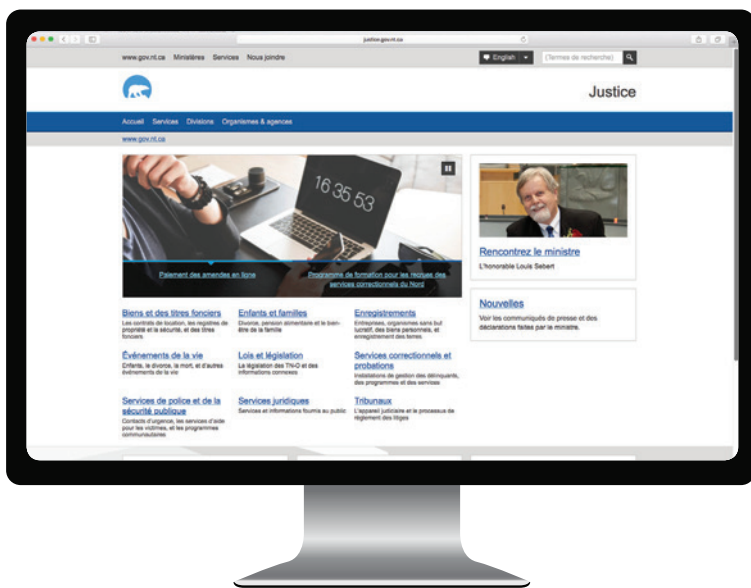 justice.gov.nt.ca
www.gov.nt.ca Ministères Services Nous joindre
English
(Termes de recherche)
Justice
Accueil Services Divisions Organismes & agences
www.gov.nt.ca
16 35 53
Paiement des amendes en ligne
Programme de formation pour les recrues des
services correctionnels du Nord
Rencontrez le ministre
L'honorable Louis Sebert
Nouvelles
Voir les communiqués de presse et des
déclarations faites par le ministre.
Biens et des titres fonciers
Les contrats de location, les registres de
propriété et la sécurité, et des titres
fonciers
Enfants et familles
Divorce, pension alimentaire et le bien-
être de la famille
Enregistrements
Entreprises, organismes sans but
lucratif, des biens personnels, et
enregistrement des terres.
Événements de la vie
Enfants, le divorce, la mort, et d'autres
événements de la vie
Lois et législation
La législation des TN-O et des
informations connexes
Services correctionnels et
probations
Installations de gestion des délinquants,
des programmes et des services
Services de police et de la
sécurité publique
Contacts d'urgence, les services d'aide
pour les victimes, et les programmes
communautaires
Services juridiques
Services et informations fournis au public
Tribunaux
L'appareil judiciaire et le processus de
règlement des litiges